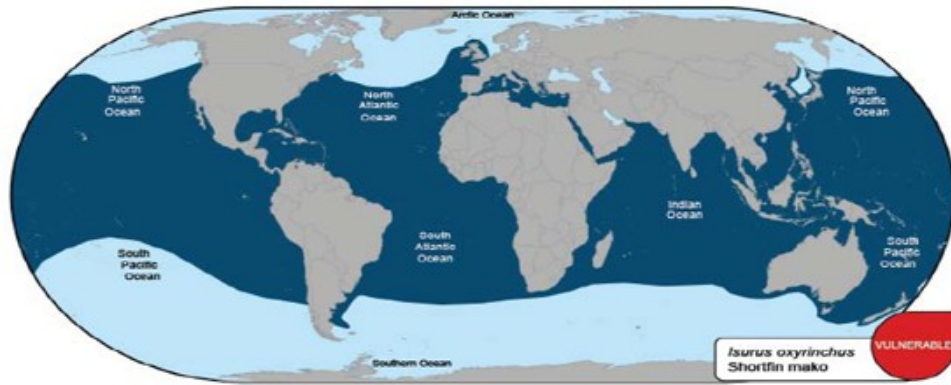 Arctic Ocean
North
Pacific
Ocean
North
Atlantic
Ocean
North
Pacific
Ocean
Indian
Ocean
South
Atlantic
Ocean
South
Pacific
Ocean
South
Pacific
Ocean
Southern Ocean
Isurus oxyrinchus
Shortfin mako
VULNERABLE